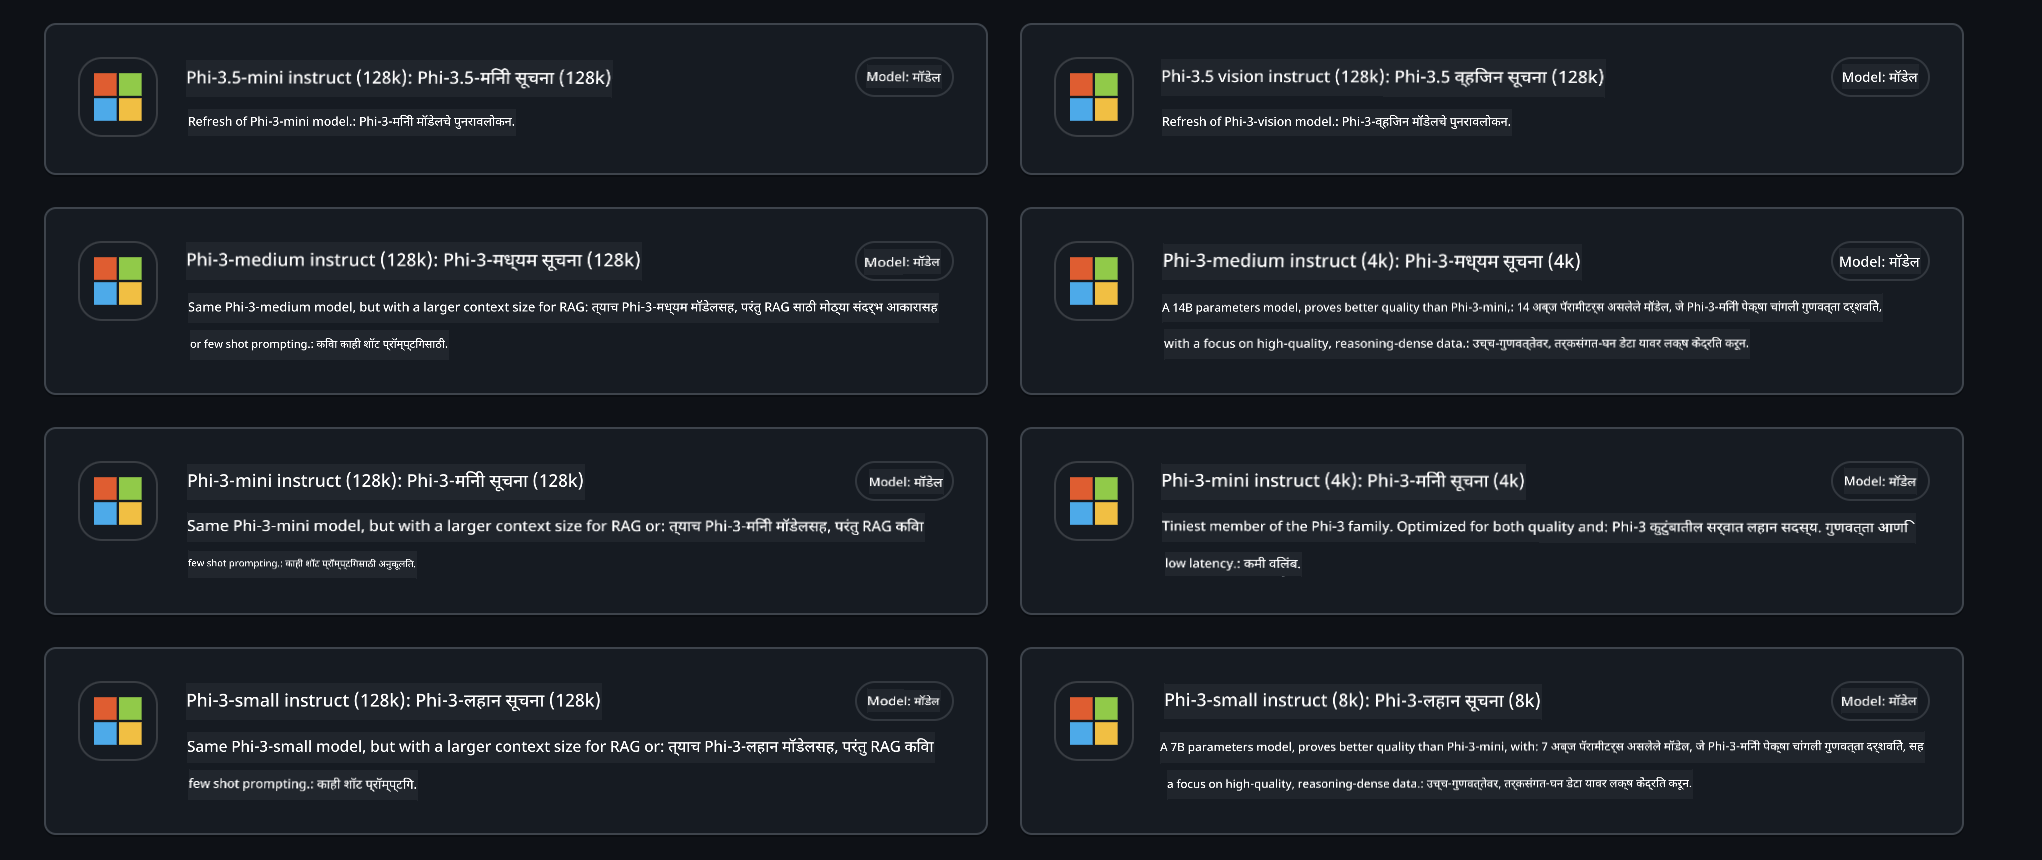 Phi-3.5-mini instruct (128k): Phi-3.5-मिनी सूचना (128k)
Model: मॉडेल
Refresh of Phi-3-mini model.: Phi-3-मिनी मॉडेलचे पुनरावलोकन.
Phi-3.5 vision instruct (128k): Phi-3.5 व्हिजन सूचना (128k)
Model: मॉडेल
Refresh of Phi-3-vision model.: Phi-3-व्हिजन मॉडेलचे पुनरावलोकन.
Phi-3-medium instruct (128k): Phi-3-मध्यम सूचना (128k)
Model: मॉडेल
Same Phi-3-medium model, but with a larger context size for RAG: त्याच Phi-3-मध्यम मॉडेलसह, परंतु RAG साठी मोठ्या संदर्भ आकारासह
or few shot prompting.: किंवा काही शॉट प्रॉम्प्टिंगसाठी.
Phi-3-medium instruct (4k): Phi-3-मध्यम सूचना (4k)
Model: मॉडेल
A 14B parameters model, proves better quality than Phi-3-mini,: 14 अब्ज पॅरामीटर्स असलेले मॉडेल, जे Phi-3-मिनी पेक्षा चांगली गुणवत्ता दर्शविते,
with a focus on high-quality, reasoning-dense data.: उच्च-गुणवत्तेवर, तर्कसंगत-घन डेटा यावर लक्ष केंद्रित करून.
Phi-3-mini instruct (128k): Phi-3-मिनी सूचना (128k)
Model: मॉडेल
Same Phi-3-mini model, but with a larger context size for RAG or: त्याच Phi-3-मिनी मॉडेलसह, परंतु RAG किंवा
few shot prompting.: काही शॉट प्रॉम्प्टिंगसाठी अनुकूलित.
Phi-3-mini instruct (4k): Phi-3-मिनी सूचना (4k)
Model: मॉडेल
Tiniest member of the Phi-3 family. Optimized for both quality and: Phi-3 कुटुंबातील सर्वात लहान सदस्य. गुणवत्ता आणि
low latency.: कमी विलंब.
Phi-3-small instruct (128k): Phi-3-लहान सूचना (128k)
Model: मॉडेल
Same Phi-3-small model, but with a larger context size for RAG or: त्याच Phi-3-लहान मॉडेलसह, परंतु RAG किंवा
few shot prompting.: काही शॉट प्रॉम्प्टिंग.
Phi-3-small instruct (8k): Phi-3-लहान सूचना (8k)
Model: मॉडेल
A 7B parameters model, proves better quality than Phi-3-mini, with: 7 अब्ज पॅरामीटर्स असलेले मॉडेल, जे Phi-3-मिनी पेक्षा चांगली गुणवत्ता दर्शविते, सह
a focus on high-quality, reasoning-dense data.: उच्च-गुणवत्तेवर, तर्कसंगत-घन डेटा यावर लक्ष केंद्रित करून.